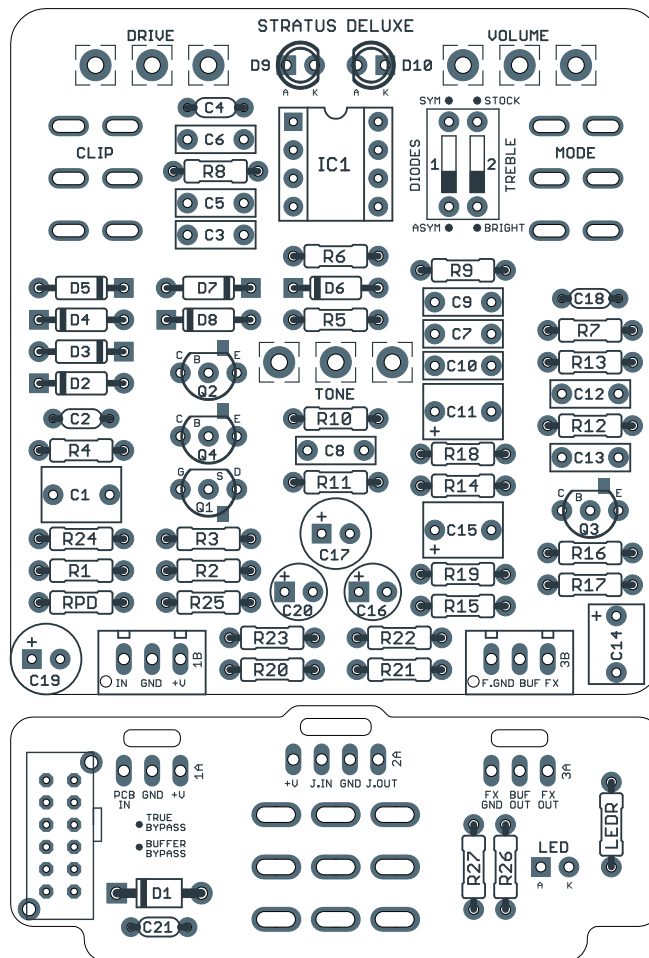 STRATUS DELUXE
DRIVE
VOLUME
D9
D10
A K A K
SYM STOCK
C4
C6
CLIP
R8
IC1
DIODES
1
2
TREBLE
MODE
C5
C3
ASYM BRIGHT
R6
R9
D5
D7
D6
C9
C18
D4
D8
R5
C7
R7
D3
C B E
Q2
C10
R13
D2
TONE
C12
C2
R10
C11
+
R12
C B E
Q4
R4
C8
R18
C13
G S D
Q1
C1
R11
R14
C B E
Q3
R24
R3
+
C17
C15
+
R16
R1
R2
+
C20
+
C16
R19
R17
RPD
R25
R15
+
C14
+
C19
1B
IN GND +V
R23
R22
3B
F.GND BUF FX
R20
R21
1A
PCB IN
GND
+V
2A
+V J.IN GND J.OUT
3A
FX GND
BUF OUT
FX OUT
TRUE
BYPASS
BUFFER
BYPASS
LEDR
R27
R26
LED
A K
D1
C21